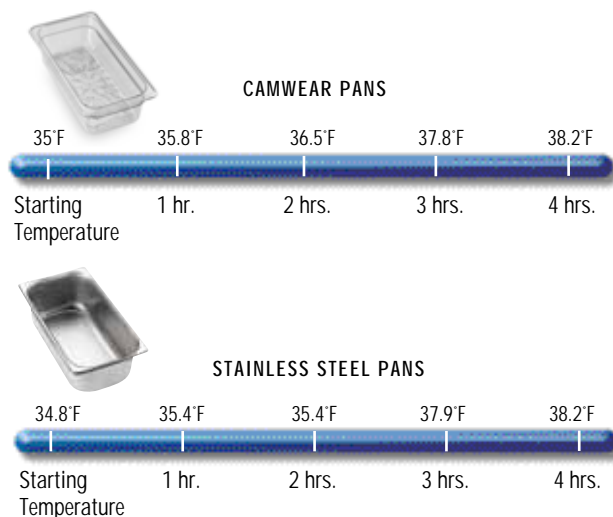 CAMWEAR PANS
35°F 35.8°F 36.5°F 37.8°F 38.2°F
Starting 1 hr. 2 hrs. 3 hrs. 4 hrs.
Temperature
STAINLESS STEEL PANS
34.8°F 35.4°F 35.4°F 37.9°F 38.2°F
Starting 1 hr. 2 hrs. 3 hrs. 4 hrs.
Temperature